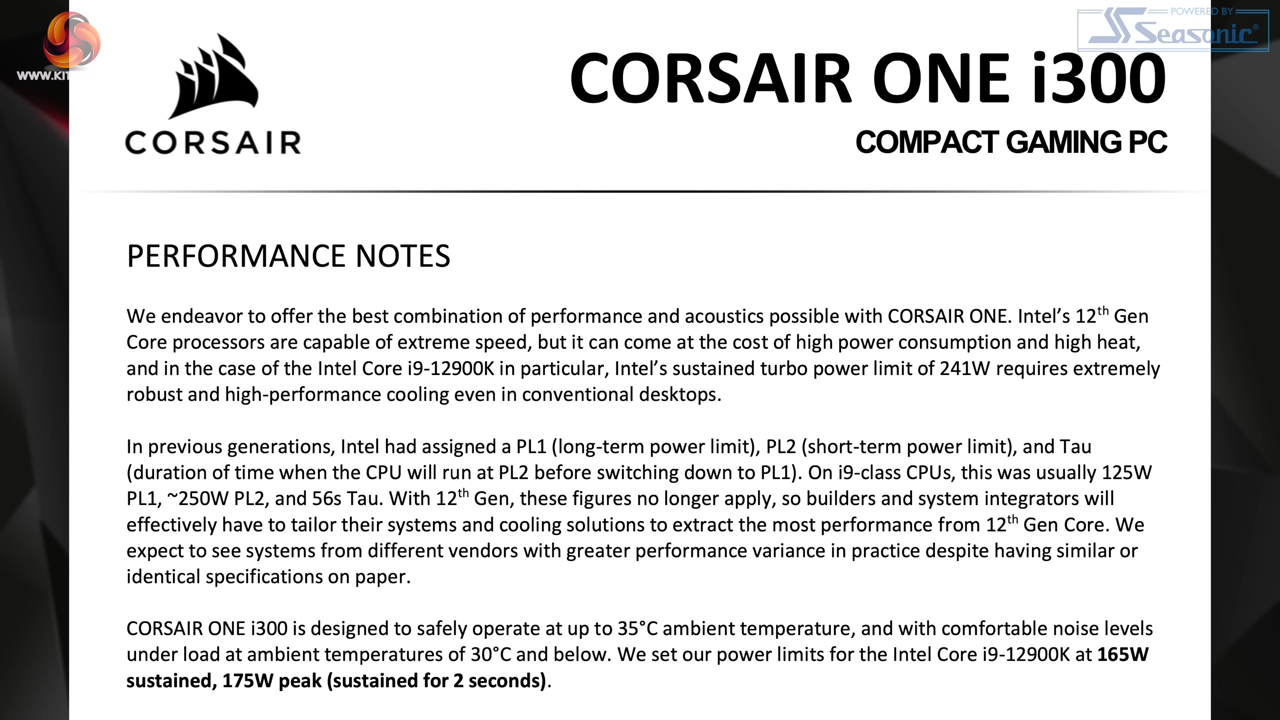 POWERED BY
Seasonic
CORSAIR ONE i300
CORSAIR
COMPACT GAMING PC
PERFORMANCE NOTES
We endeavor to offer the best combination of performance and acoustics possible with CORSAIR ONE. Intel’s 12th Gen
Core processors are capable of extreme speed, but it can come at the cost of high power consumption and high heat,
and in the case of the Intel Core i9-12900K in particular, Intel’s sustained turbo power limit of 241W requires extremely
robust and high-performance cooling even in conventional desktops.
In previous generations, Intel had assigned a PL1 (long-term power limit), PL2 (short-term power limit), and Tau
(duration of time when the CPU will run at PL2 before switching down to PL1). On i9-class CPUs, this was usually 125W
PL1, ~250W PL2, and 56s Tau. With 12th Gen, these figures no longer apply, so builders and system integrators will
effectively have to tailor their systems and cooling solutions to extract the most performance from 12th Gen Core. We
expect to see systems from different vendors with greater performance variance in practice despite having similar or
identical specifications on paper.
CORSAIR ONE i300 is designed to safely operate at up to 35°C ambient temperature, and with comfortable noise levels
under load at ambient temperatures of 30°C and below. We set our power limits for the Intel Core i9-12900K at 165W
sustained, 175W peak (sustained for 2 seconds).